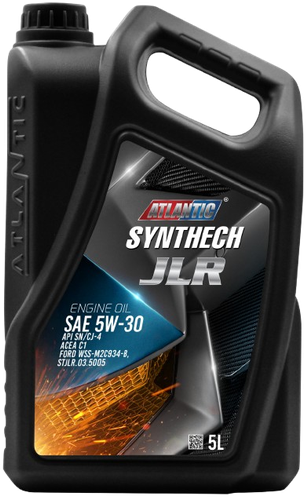 ATLANTIC
ATLANTIC®
SYNTHECH
JLR
ENGINE OIL
SAE 5W-30
API SN/CJ-4
ACEA C1
FORD WSS-M2C934-B,
STJLR.03.5005
5L